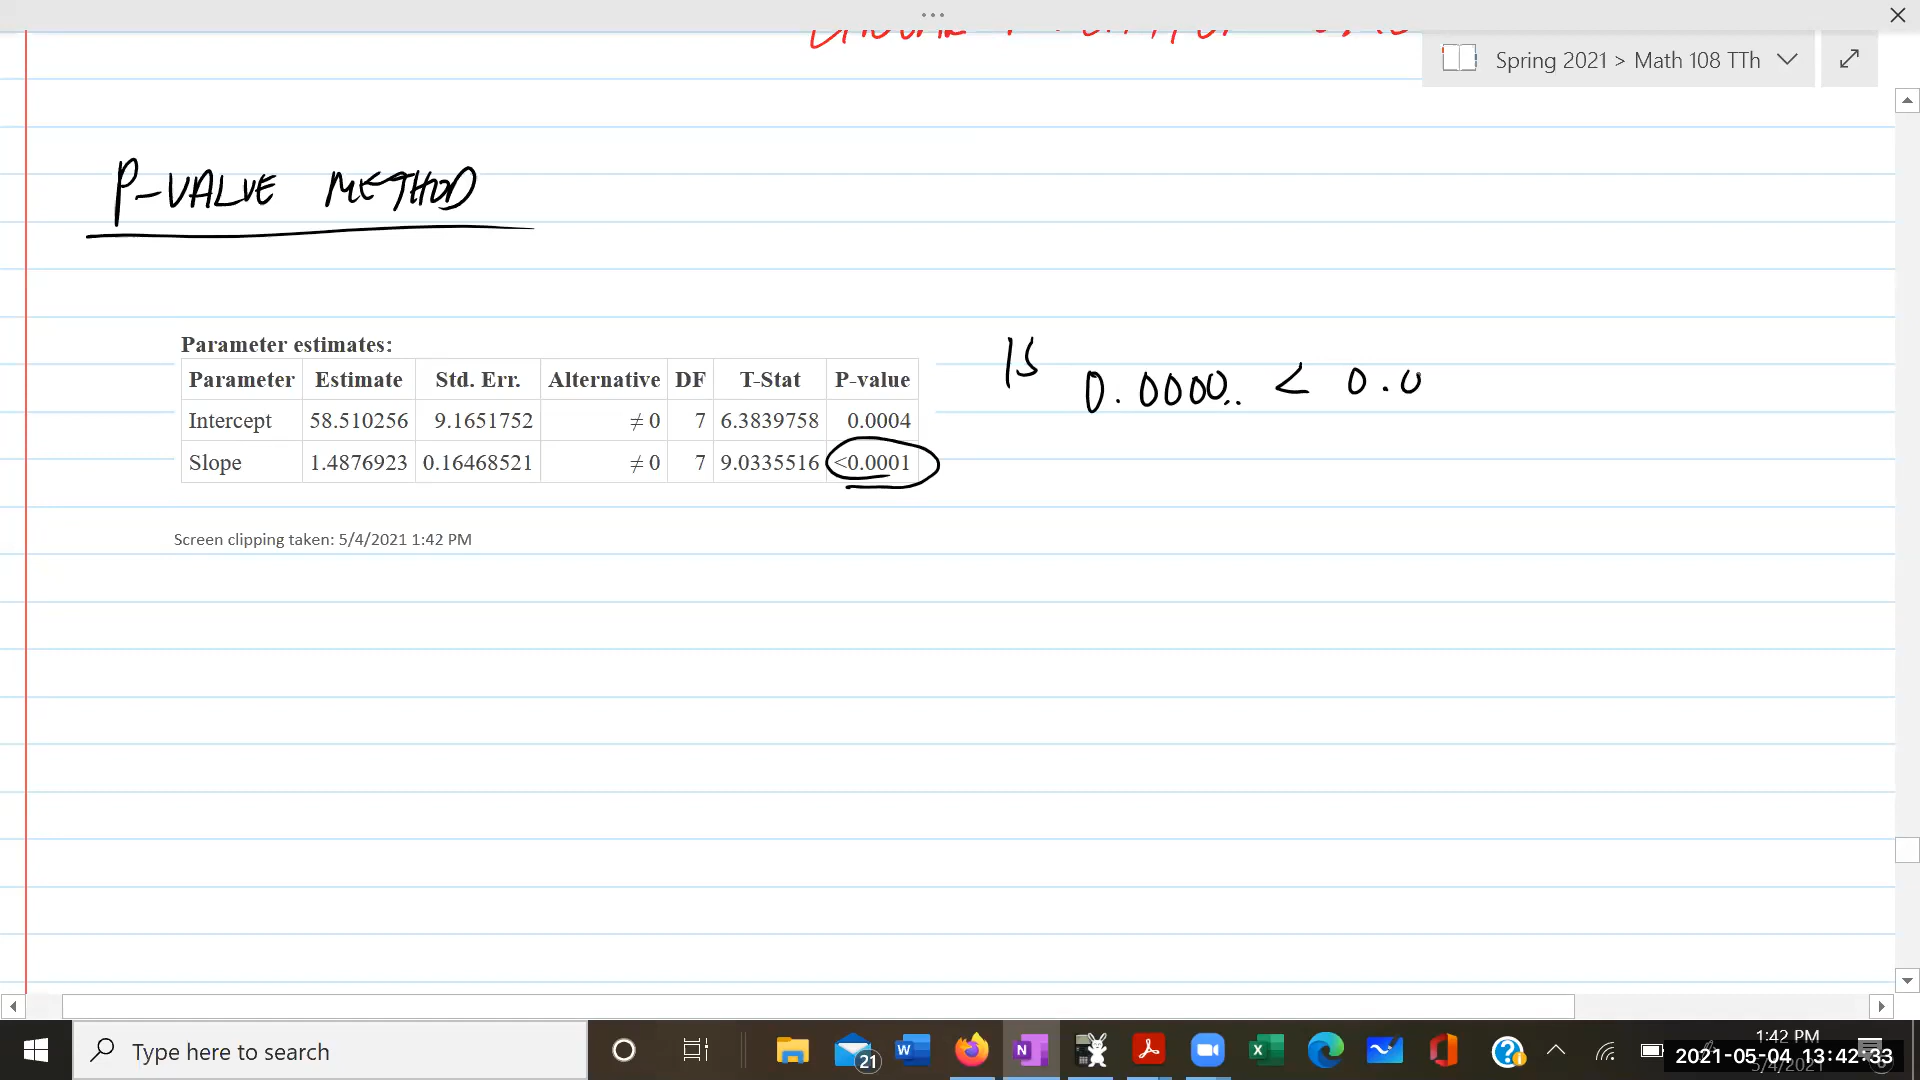 Spring 2021 > Math 108 TTh
P-VALUE METHOD
Parameter estimates:
Parameter Estimate Std. Err. Alternative DF T-Stat P-value
Intercept 58.510256 9.1651752 ≠ 0 7 6.3839758 0.0004
Slope 1.4876923 0.16468521 ≠ 0 7 9.0335516 <0.0001
IS 0.0000.. < 0.0
Screen clipping taken: 5/4/2021 1:42 PM
Type here to search
21
1:42 PM
2021-05-04 13:42:33